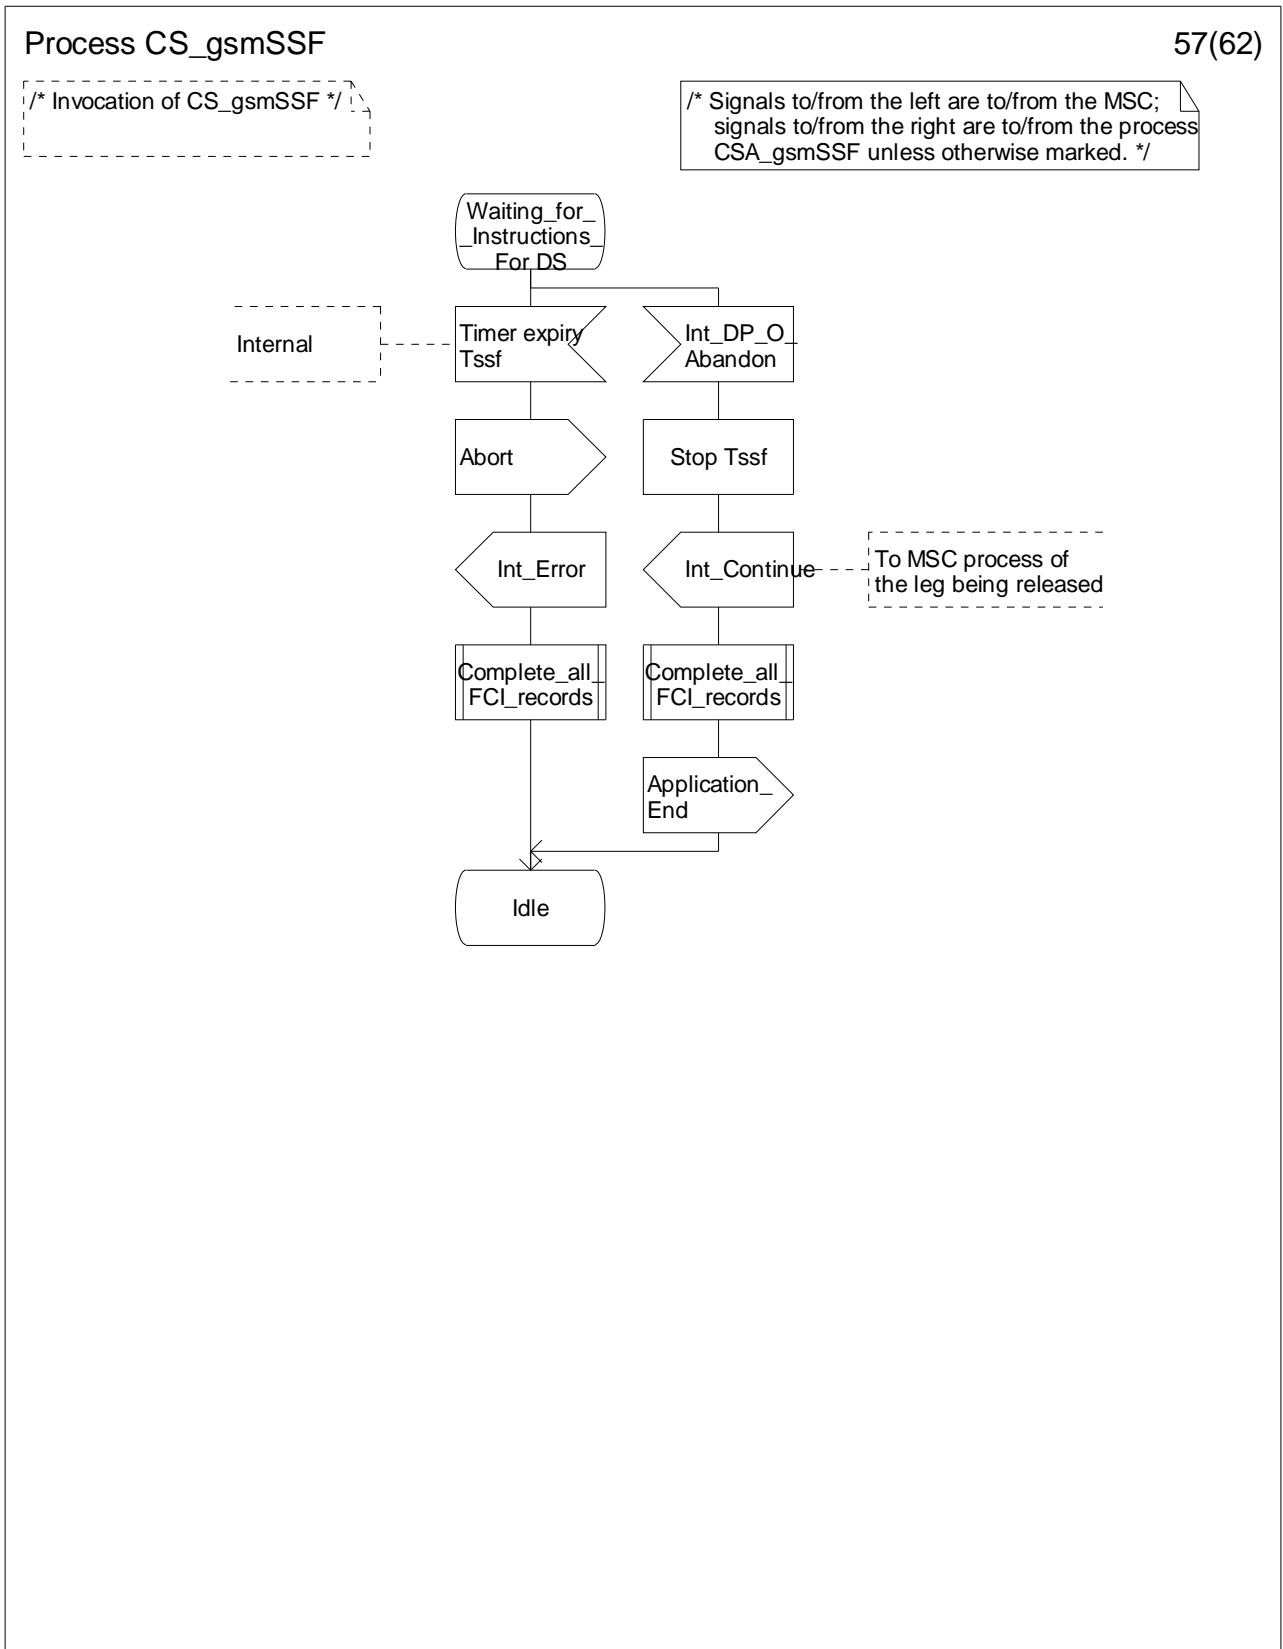 Process CS_gsmSSF
57(62)
/* Invocation of CS_gsmSSF */
/* Signals to/from the left are to/from the MSC;
signals to/from the right are to/from the process
CSA_gsmSSF unless otherwise marked. */
Waiting_for_
_Instructions_
For DS
Internal
Timer expiry
Tssf
Int_DP_O_
Abandon
Abort
Stop Tssf
Int_Error
Int_Continue
To MSC process of
the leg being released
Complete_all_
FCI_records
Complete_all_
FCI_records
Application_
End
Idle